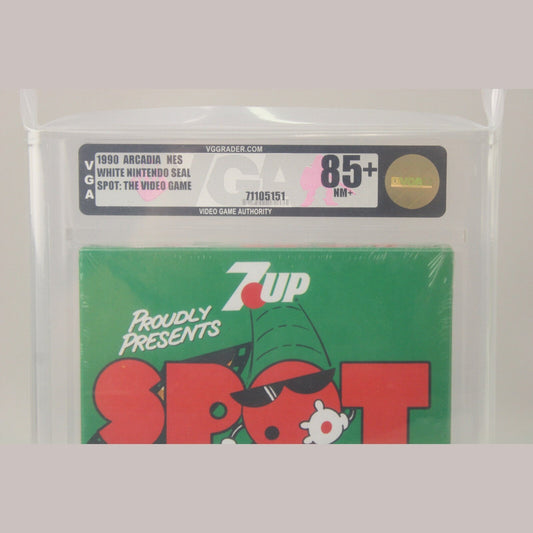 VGGRADER.COM
VGA
1990 ARCADIA NES
WHITE NINTENDO SEAL
SPOT: THE VIDEO GAME
85+
NM+
71105151
VIDEO GAME AUTHORITY
7UP
PROUDLY
PRESENTS
SPOT